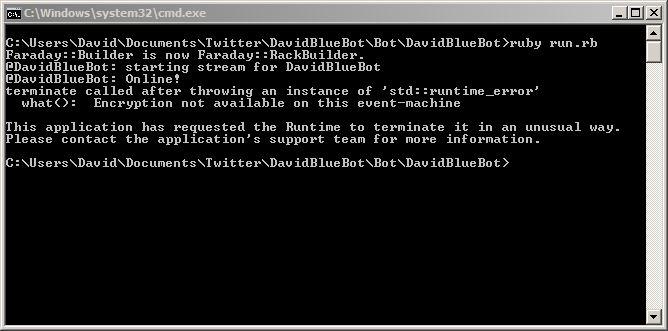 C:\Windows\system32\cmd.exe
C:\Users\David\Documents\Twitter\DavidBlueBot\Bot\DavidBlueBot>ruby run.rb
Faraday::Builder is now Faraday::RackBuilder.
@DavidBlueBot: starting stream for DavidBlueBot
@DavidBlueBot: Online!
terminate called after throwing an instance of 'std::runtime_error'
  what():  Encryption not available on this event-machine
This application has requested the Runtime to terminate it in an unusual way.
Please contact the application's support team for more information.
C:\Users\David\Documents\Twitter\DavidBlueBot\Bot\DavidBlueBot>